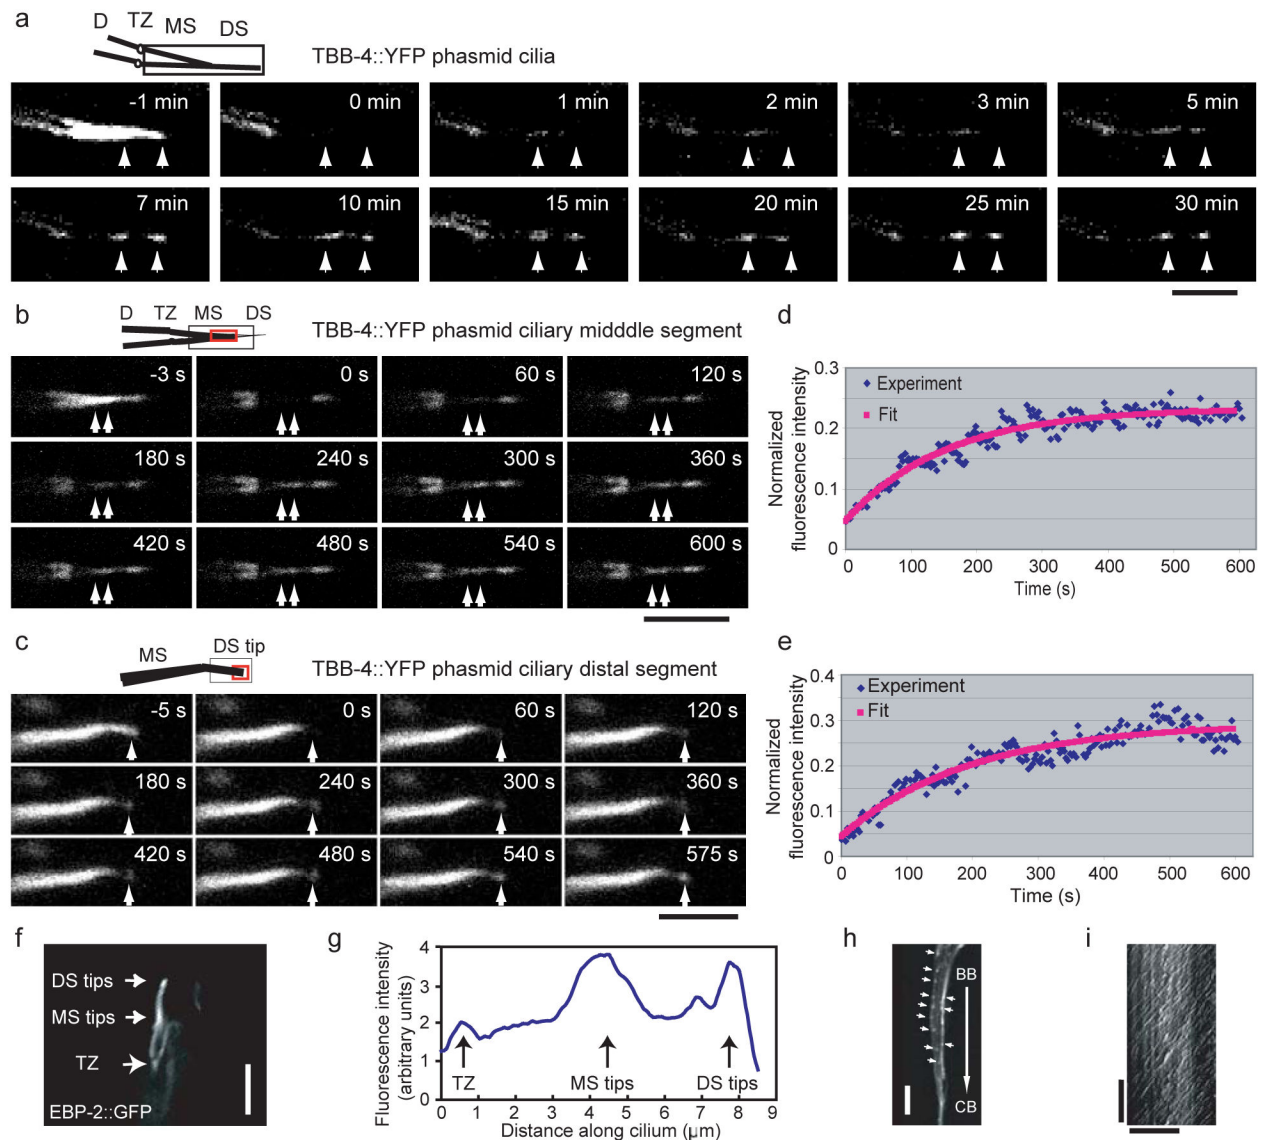 a
D TZ MS DS
TBB-4::YFP phasmid cilia
-1 min 0 min 1 min 2 min 3 min 5 min
7 min 10 min 15 min 20 min 25 min 30 min
b
D TZ MS DS
TBB-4::YFP phasmid ciliary midddle segment
-3 s 0 s 60 s 120 s
180 s 240 s 300 s 360 s
420 s 480 s 540 s 600 s
d
Normalized
fluorescence intensity
0.3
0.2
0.1
0
Experiment
Fit
0 100 200 300 400 500 600
Time (s)
c
MS DS tip
TBB-4::YFP phasmid ciliary distal segment
-5 s 0 s 60 s 120 s
180 s 240 s 300 s 360 s
420 s 480 s 540 s 575 s
e
Normalized
fluorescence intensity
0.4
0.3
0.2
0.1
0
Experiment
Fit
0 100 200 300 400 500 600
Time (s)
f
DS tips
MS tips
TZ
EBP-2::GFP
g
Fluorescence intensity
(arbitrary units)
4
3
2
1
0
TZ MS tips DS tips
0 1 2 3 4 5 6 7 8 9
Distance along cilium (μm)
h
BB
CB
i